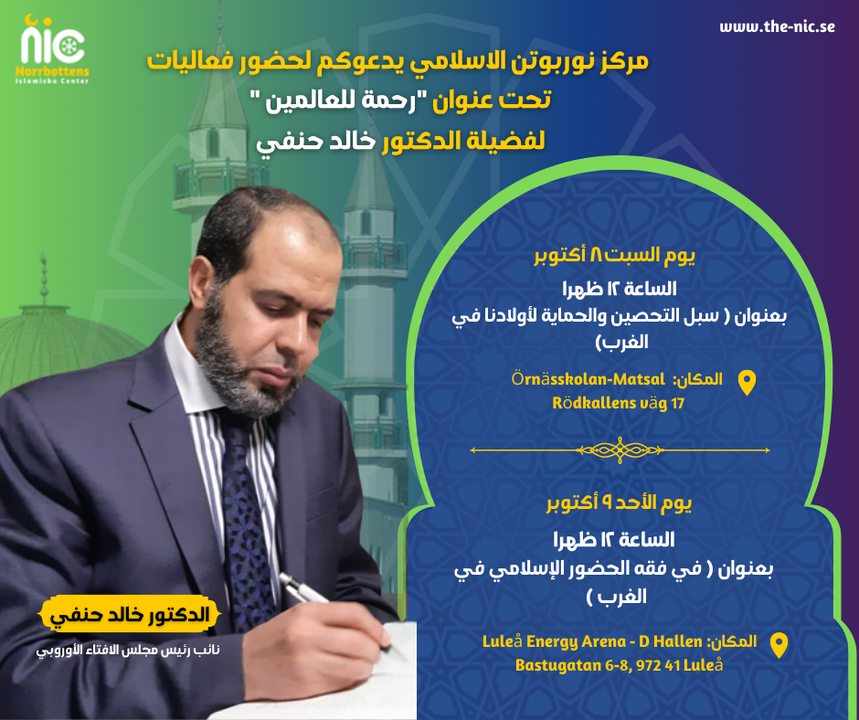 nic
Norrbottens
Islamiska Center
www.the-nic.se
مركز نوربوتن الاسلامي يدعوكم لحضور فعاليات
تحت عنوان "رحمة للعالمين "
لفضيلة الدكتور خالد حنفي
يوم السبت ٨ أكتوبر
الساعة ١٢ ظهرا
بعنوان ( سبل التحصين والحماية لأولادنا في
الغرب)
المكان: Örnässkolan-Matsal
Rödkallens väg 17
يوم الأحد ٩ أكتوبر
الساعة ١٢ ظهرا
بعنوان ( في فقه الحضور الإسلامي في
الغرب )
المكان: Luleå Energy Arena - D Hallen
Bastugatan 6-8, 972 41 Luleå
الدكتور خالد حنفي
نائب رئيس مجلس الافتاء الأوروبي